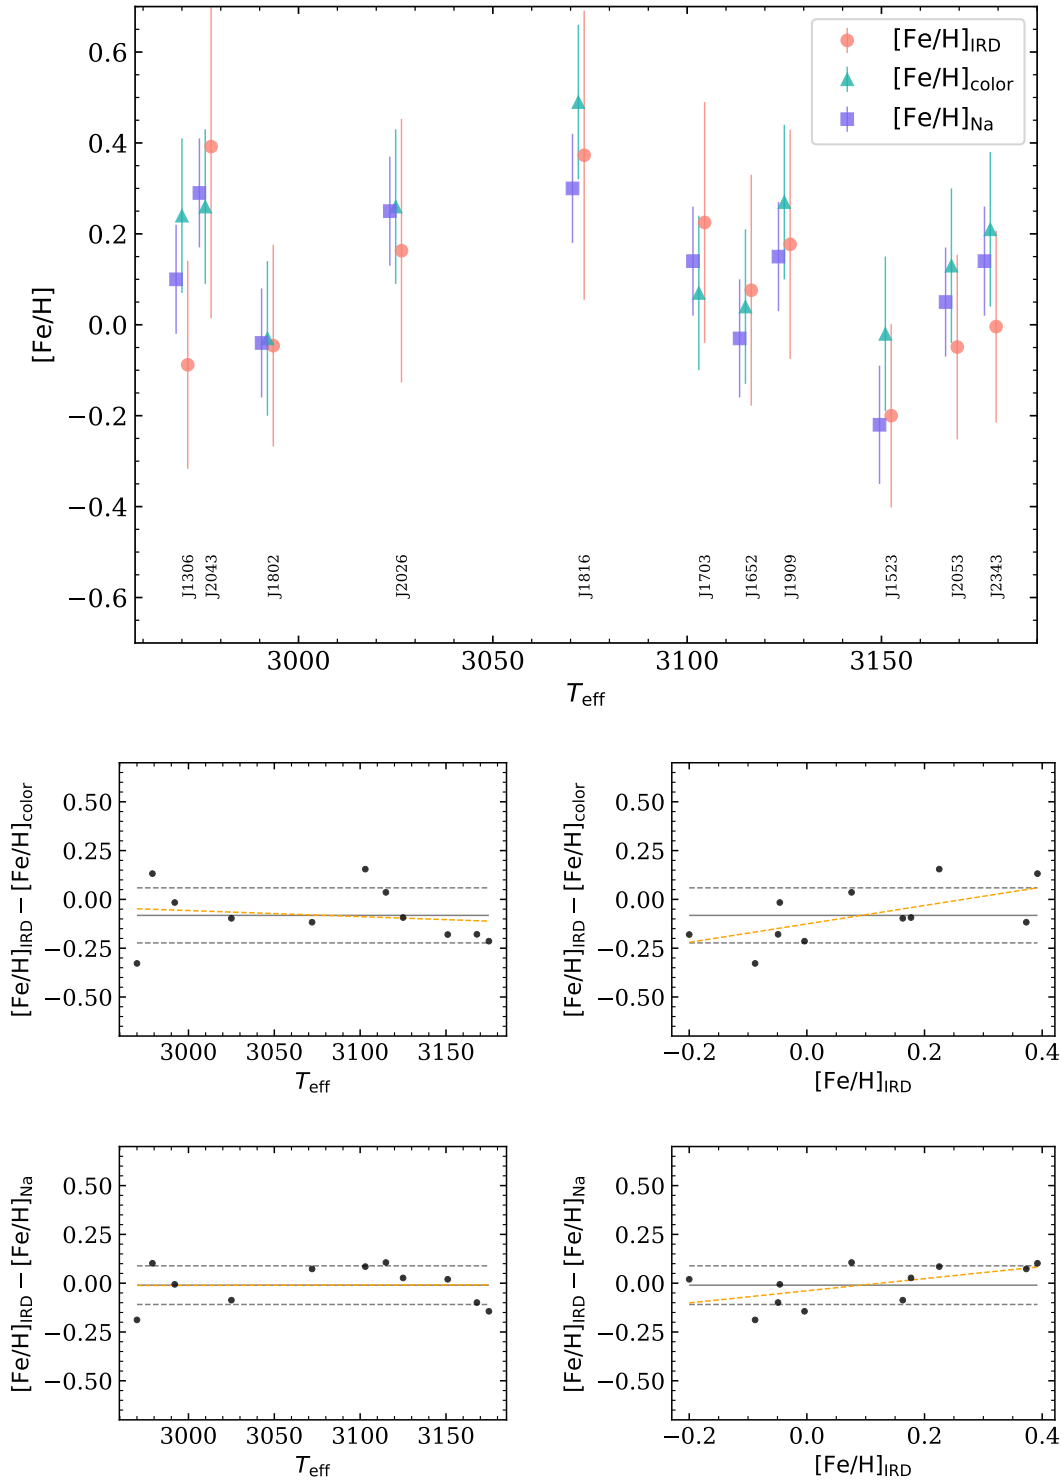 [Fe/H]IRD
[Fe/H]color
[Fe/H]Na
0.6
0.4
0.2
0.0
−0.2
−0.4
−0.6
[Fe/H]
J1306
J2043
J1802
J2026
J1816
J1703
J1652
J1909
J1523
J2053
J2343
3000 3050 3100 3150
Teff
[Fe/H]IRD − [Fe/H]color
0.50
0.25
0.00
−0.25
−0.50
3000 3050 3100 3150
Teff
[Fe/H]IRD − [Fe/H]color
0.50
0.25
0.00
−0.25
−0.50
−0.2 0.0 0.2 0.4
[Fe/H]IRD
[Fe/H]IRD − [Fe/H]Na
0.50
0.25
0.00
−0.25
−0.50
3000 3050 3100 3150
Teff
[Fe/H]IRD − [Fe/H]Na
0.50
0.25
0.00
−0.25
−0.50
−0.2 0.0 0.2 0.4
[Fe/H]IRD